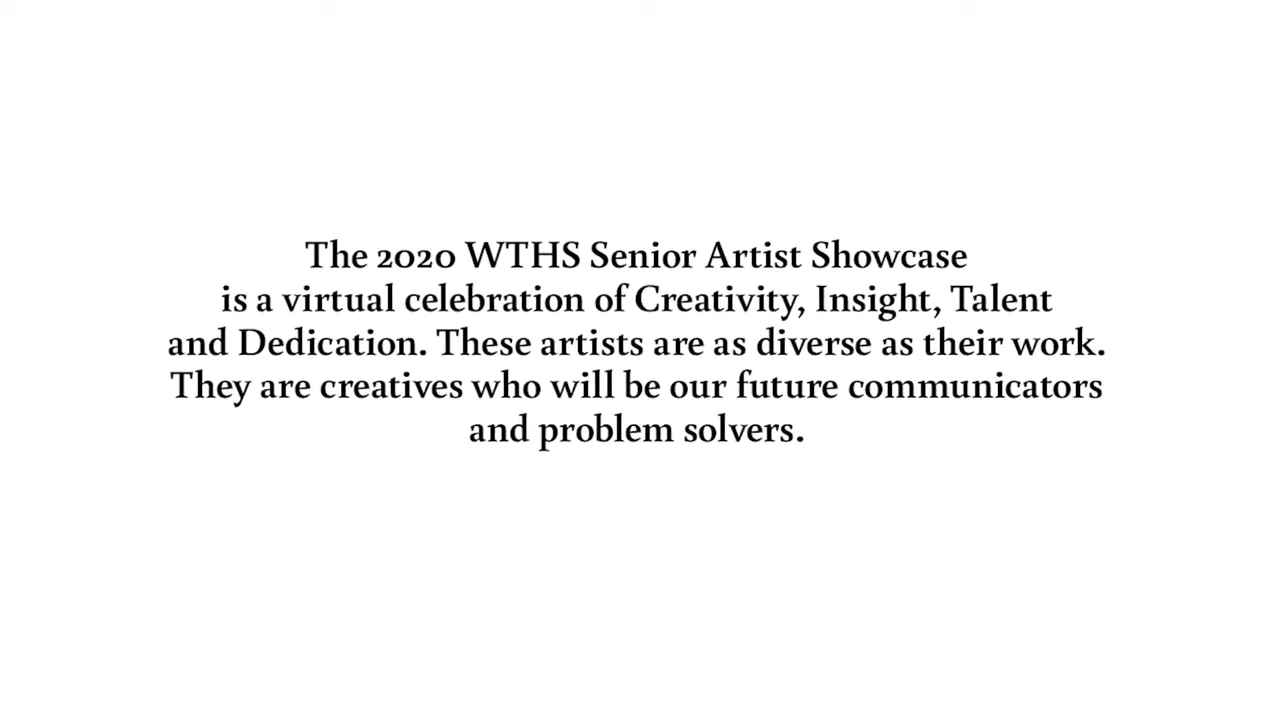 The 2020 WTHS Senior Artist Showcase
is a virtual celebration of Creativity, Insight, Talent
and Dedication. These artists are as diverse as their work.
They are creatives who will be our future communicators
and problem solvers.